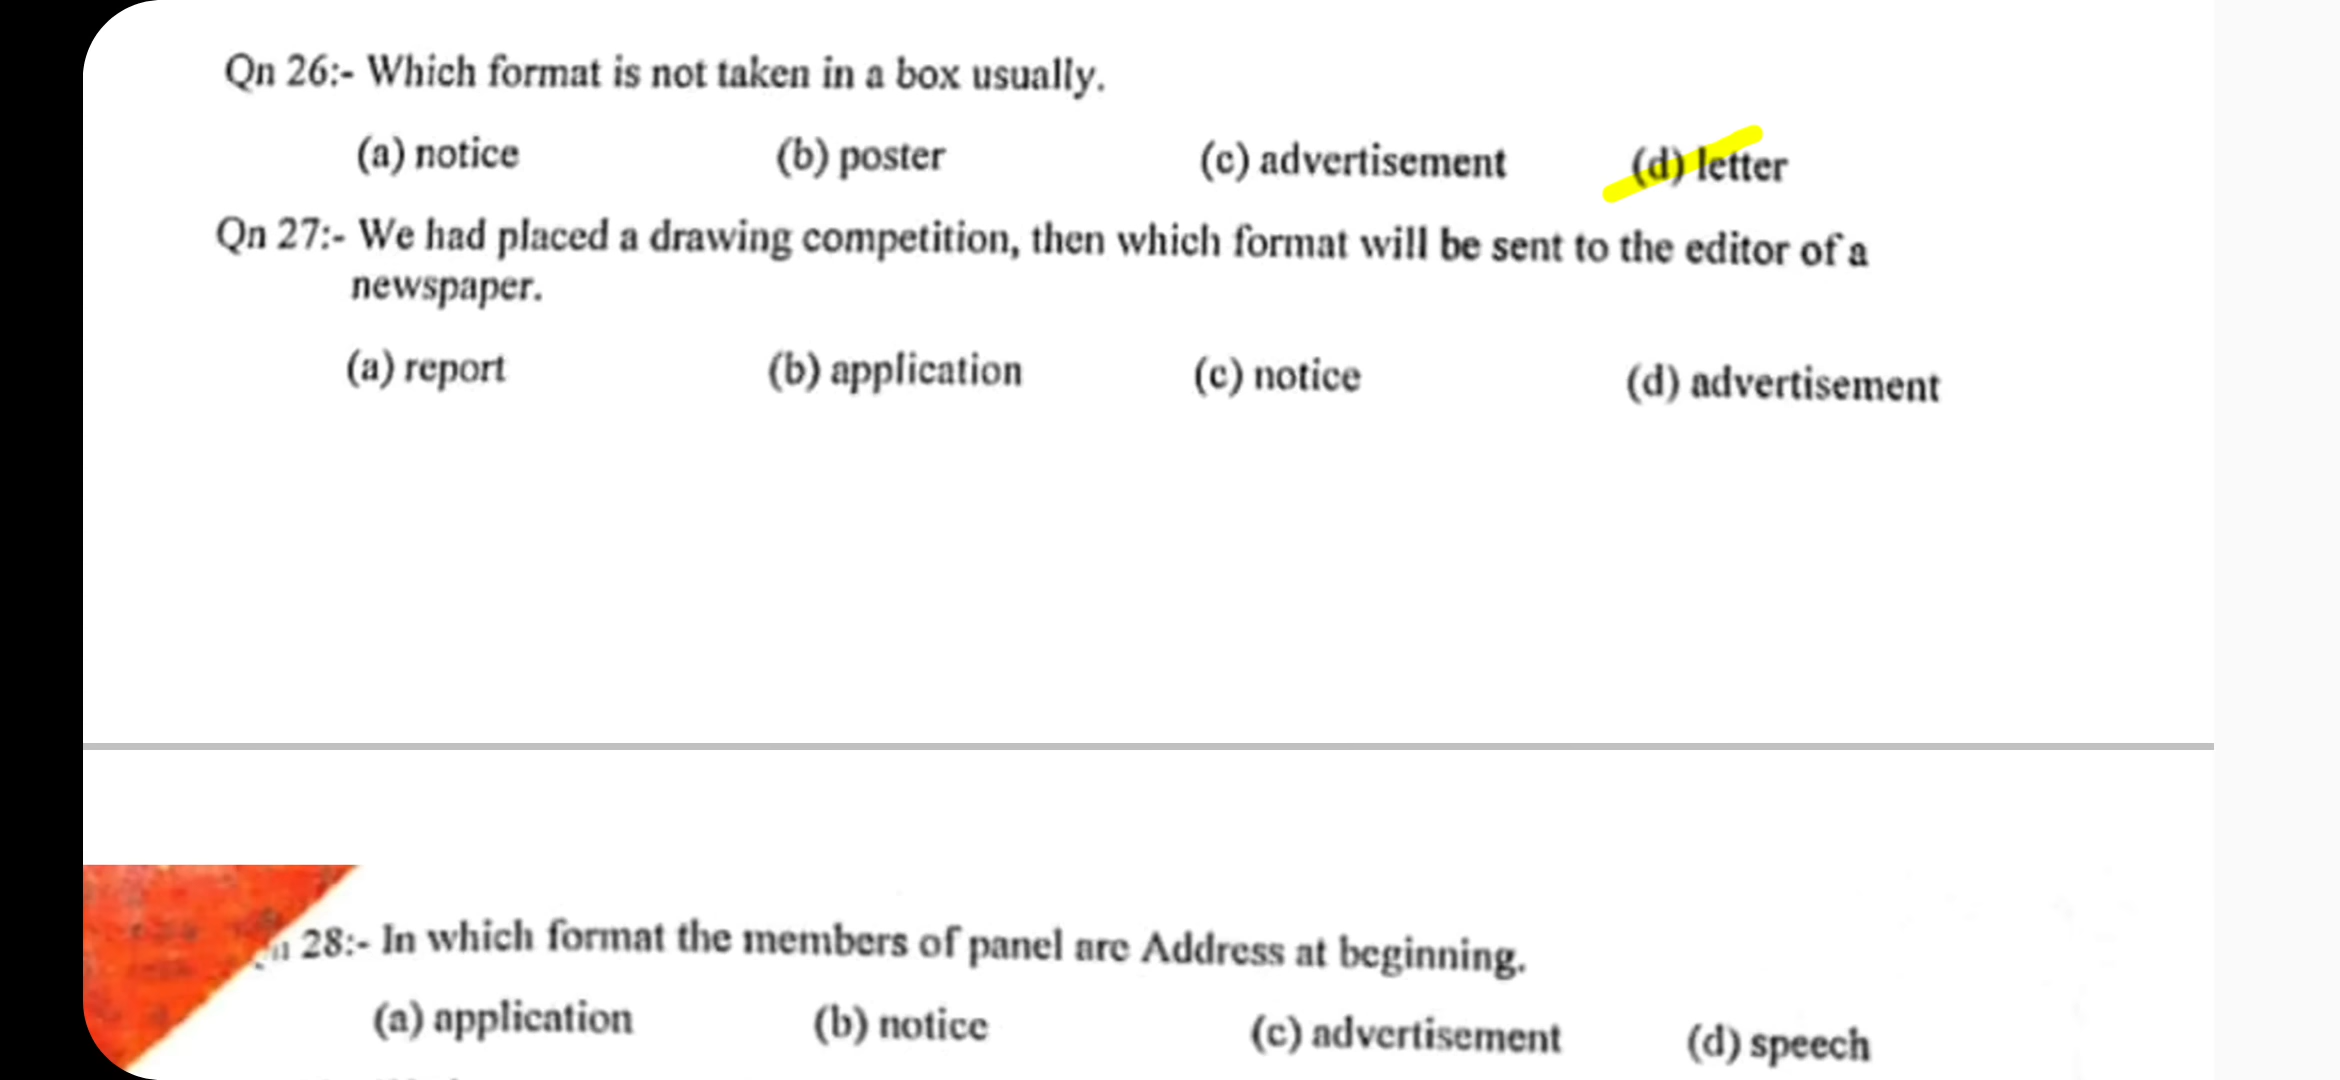 Qn 26:- Which format is not taken in a box usually.
(a) notice (b) poster (c) advertisement (d) letter
Qn 27:- We had placed a drawing competition, then which format will be sent to the editor of a
newspaper.
(a) report (b) application (c) notice (d) advertisement
28:- In which format the members of panel are Address at beginning.
(a) application (b) notice (c) advertisement (d) speech